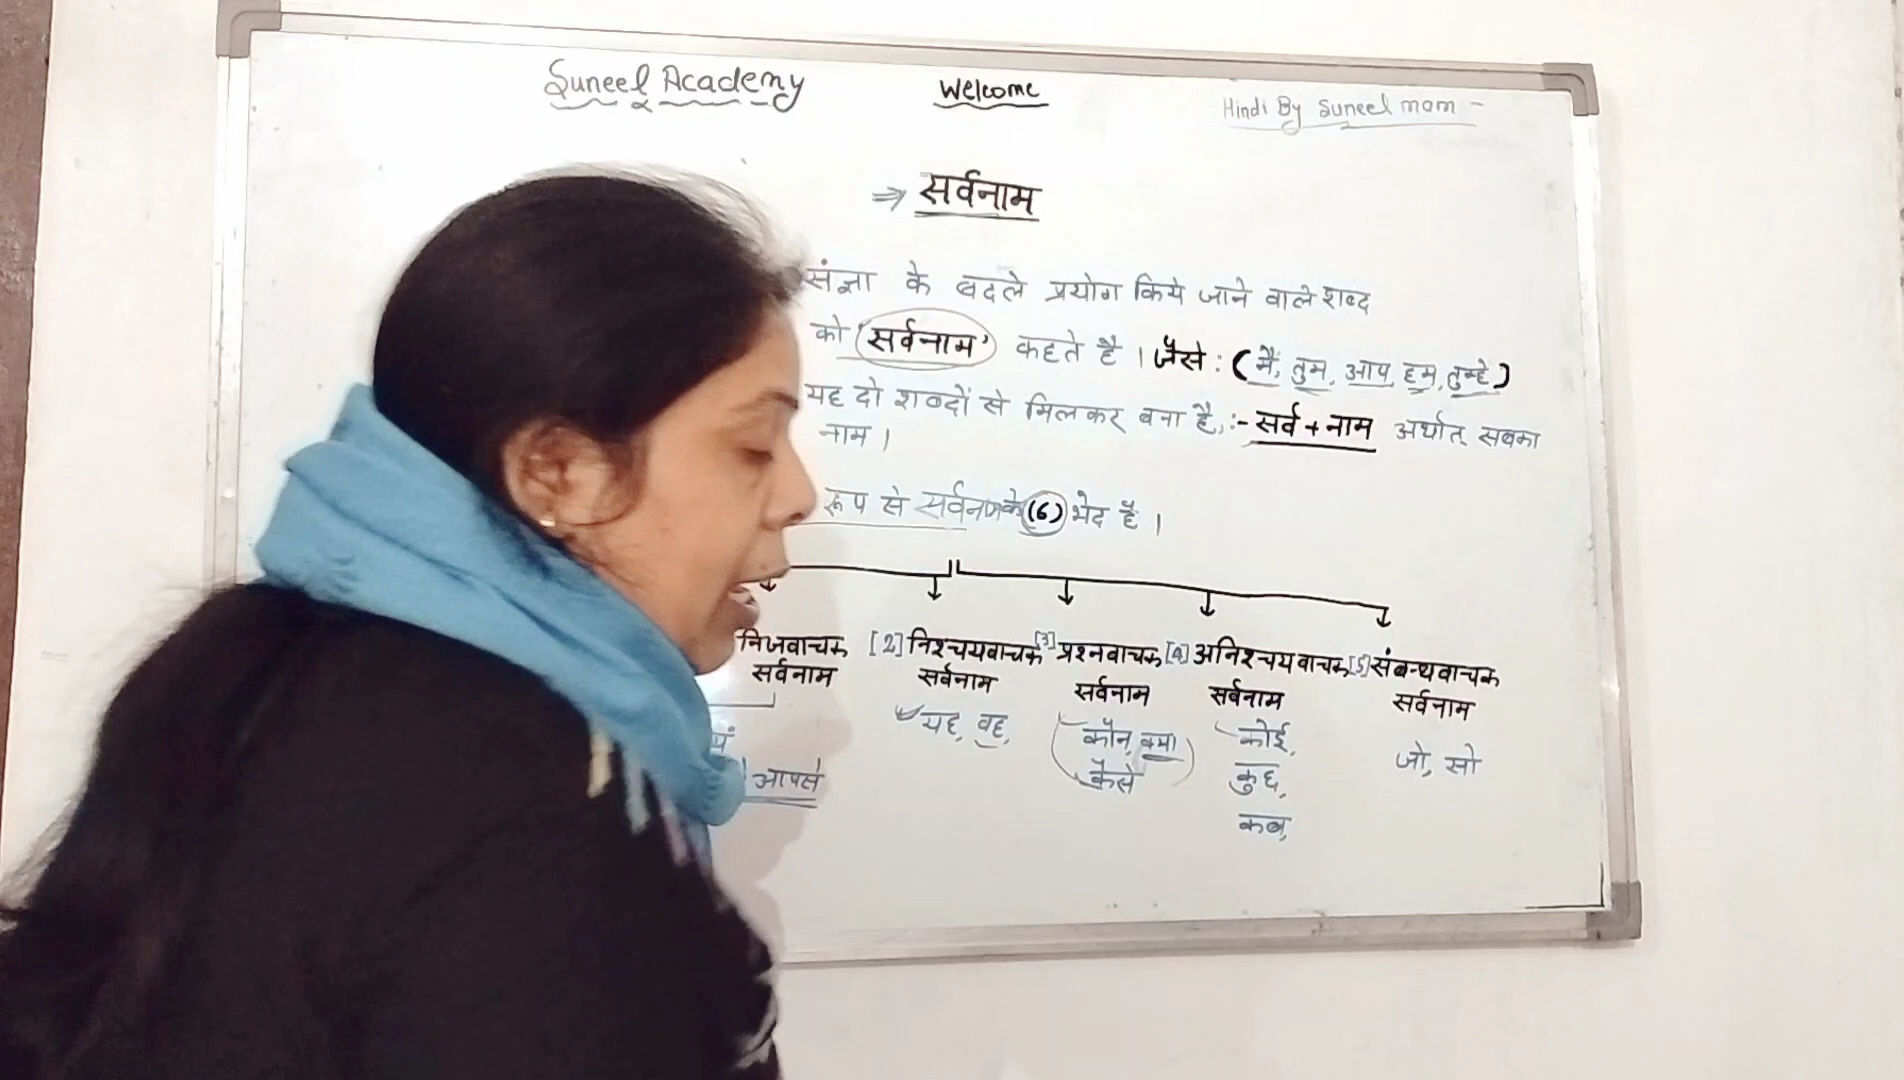 Suneel Academy
Welcome
Hindi By Suneel mam -
⇒ सर्वनाम
संज्ञा के बदले प्रयोग किये जाने वाले शब्द
को 'सर्वनाम' कहते है । जैसे : (मैं, तुम, आप, हम, तुम्हे)
यह दो शब्दों से मिलकर बना है, :- सर्व + नाम अर्थात् सबका
नाम ।
रूप से सर्वनाम के (6) भेद है ।
निजवाचक [2] निश्चयवाचक [3] प्रश्नवाचक [4] अनिश्चयवाचक [5] संबन्धवाचक
सर्वनाम सर्वनाम सर्वनाम सर्वनाम सर्वनाम
यह, वह, कौन, क्या कोई, जो, सो
आपसे कैसे कुछ,
कब,